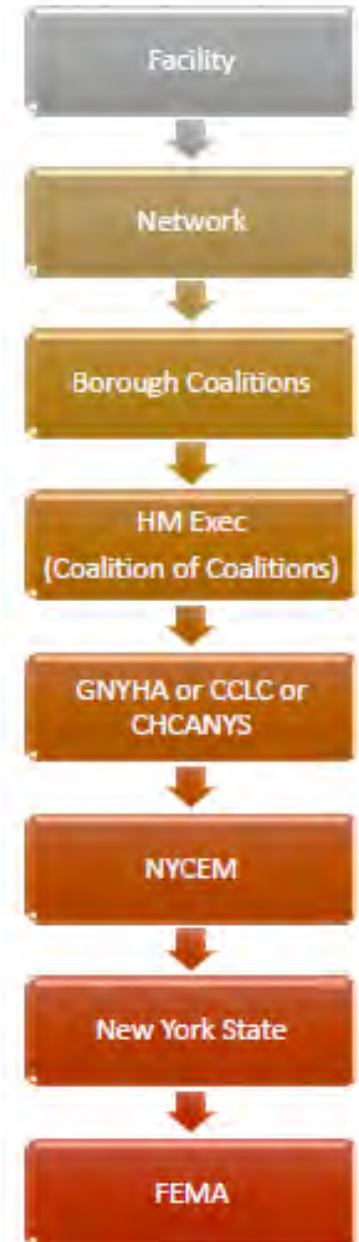 Facility
Network
Borough Coalitions
HM Exec
(Coalition of Coalitions)
GNYHA or CCLC or
CHCANYS
NYCEM
New York State
FEMA